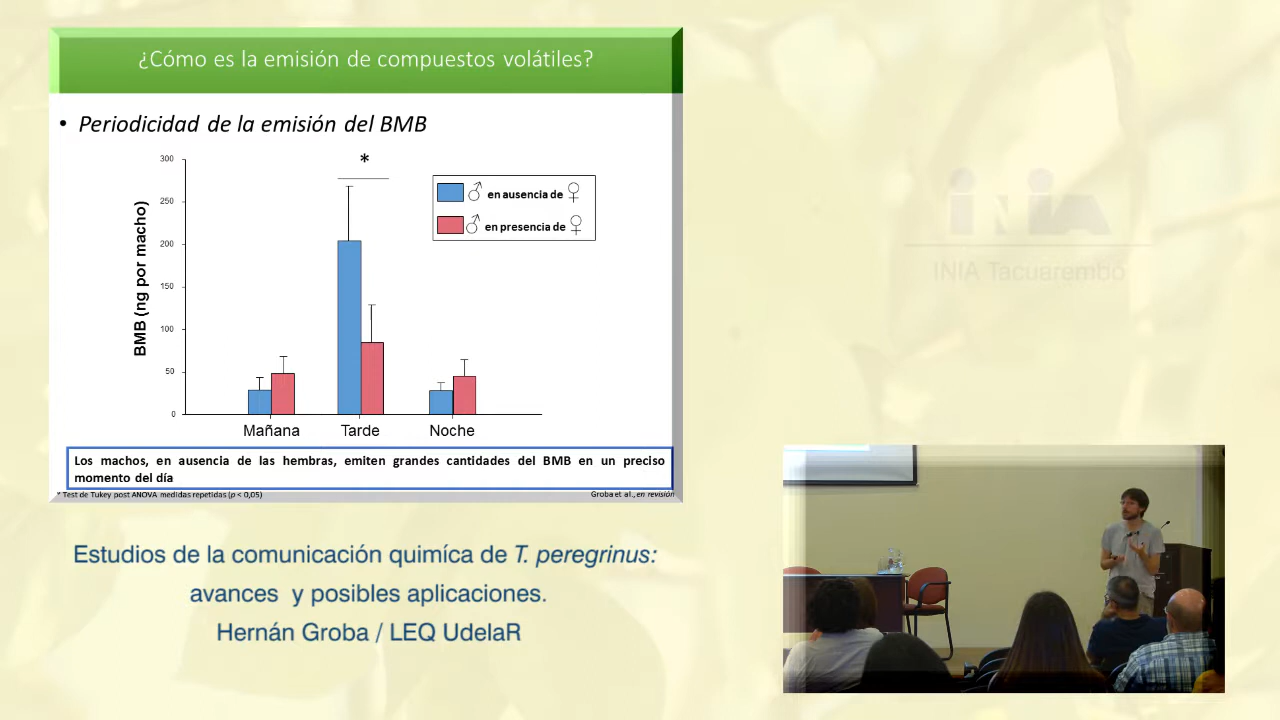 ¿Cómo es la emisión de compuestos volátiles?
• Periodicidad de la emisión del BMB
*
300
250
200
150
100
50
0
BMB (ng por macho)
♂ en ausencia de ♀
♂ en presencia de ♀
Mañana Tarde Noche
Los machos, en ausencia de las hembras, emiten grandes cantidades del BMB en un preciso
momento del día
* Test de Tukey post ANOVA medidas repetidas (p < 0,05)
Groba et al., en revisión
Estudios de la comunicación quimíca de T. peregrinus:
avances y posibles aplicaciones.
Hernán Groba / LEQ UdelaR
iNiA
INIA Tacuarembó